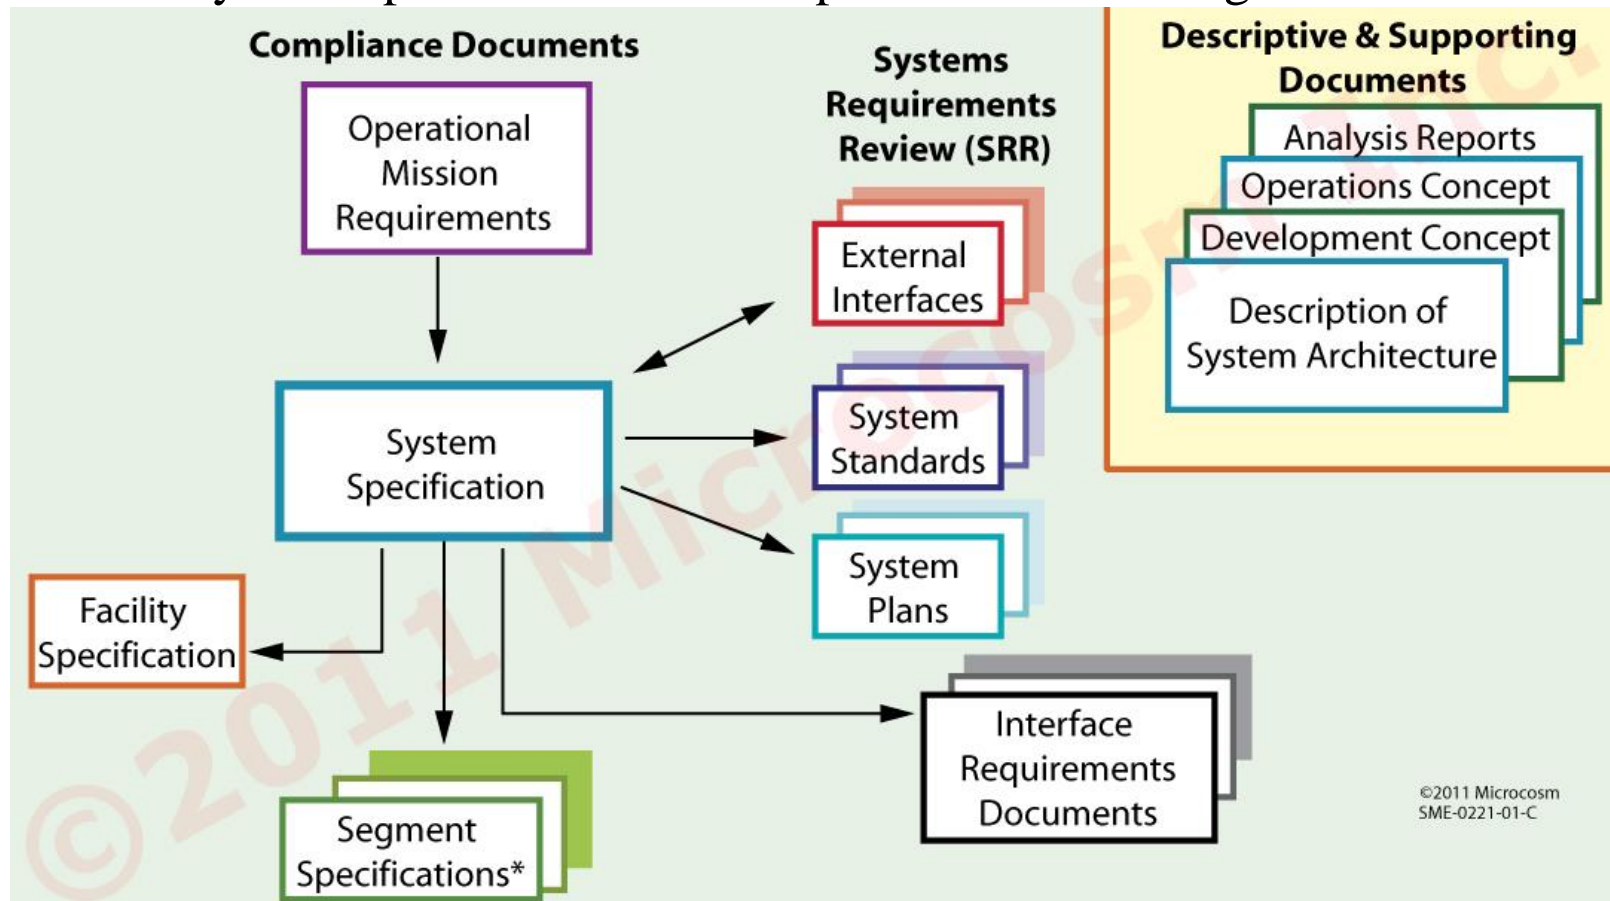 Compliance Documents
Operational
Mission
Requirements
System
Specification
Facility
Specification
Segment
Specifications*
Systems
Requirements
Review (SRR)
External
Interfaces
System
Standards
System
Plans
Interface
Requirements
Documents
Descriptive & Supporting
Documents
Analysis Reports
Operations Concept
Development Concept
Description of
System Architecture
©2011 Microcosm
SME-0221-01-C
©2011 Microcosm Inc.